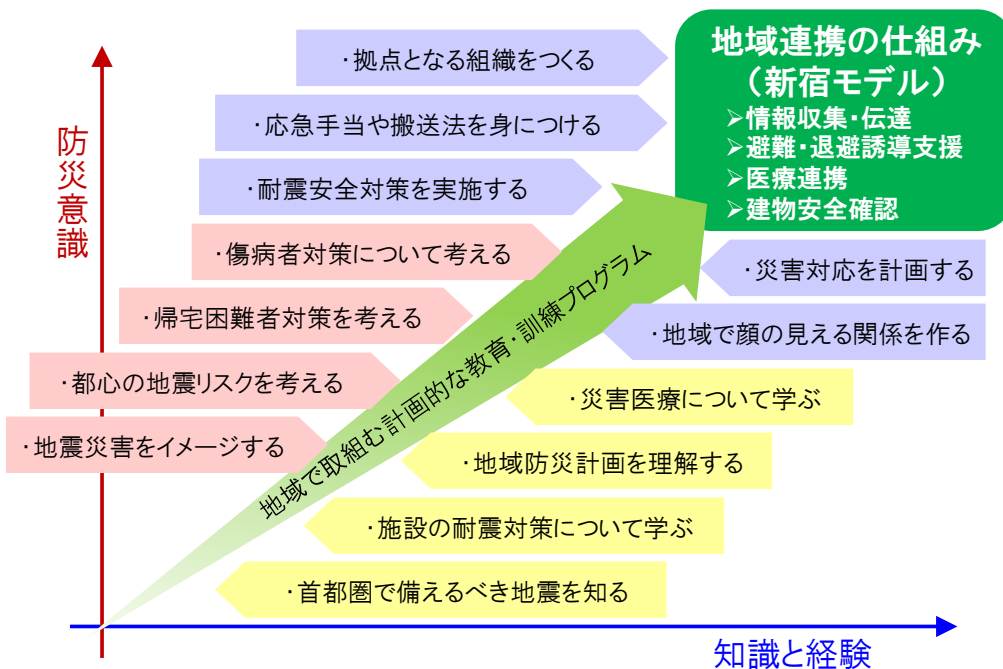 地域連携の仕組み
（新宿モデル）
➢情報収集・伝達
➢避難・退避誘導支援
➢医療連携
➢建物安全確認
防災意識
・拠点となる組織をつくる
・応急手当や搬送法を身につける
・耐震安全対策を実施する
・傷病者対策について考える
・帰宅困難者対策を考える
・都心の地震リスクを考える
・地震災害をイメージする
地域で取組む計画的な教育・訓練プログラム
・災害対応を計画する
・地域で顔の見える関係を作る
・災害医療について学ぶ
・地域防災計画を理解する
・施設の耐震対策について学ぶ
・首都圏で備えるべき地震を知る
知識と経験